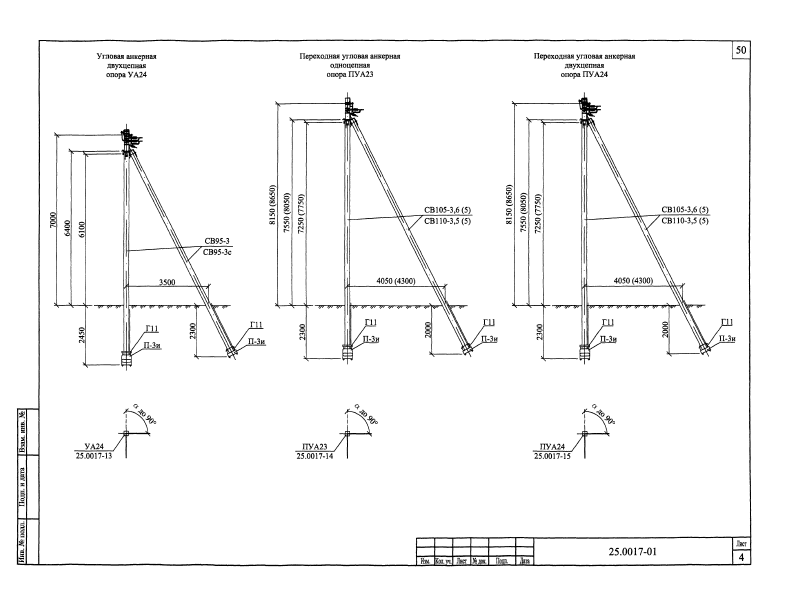 50
Угловая анкерная
двухцепная
опора УА24
7000
6400
6100
СВ95-3
СВ95-3с
3500
2450
2300
Г11
П-3и
Г11
П-3и
α до 90°
УА24
25.0017-13
Переходная угловая анкерная
одноцепная
опора ПУА23
8150 (8650)
7550 (8050)
7250 (7750)
СВ105-3,6 (5)
СВ110-3,5 (5)
4050 (4300)
2300
2000
Г11
П-3и
Г11
П-3и
α до 90°
ПУА23
25.0017-14
Переходная угловая анкерная
двухцепная
опора ПУА24
8150 (8650)
7550 (8050)
7250 (7750)
СВ105-3,6 (5)
СВ110-3,5 (5)
4050 (4300)
2300
2000
Г11
П-3и
Г11
П-3и
α до 90°
ПУА24
25.0017-15
Взам. инв. №
Подп. и дата
Инв. № подл.
Изм. Кол. уч. Лист № док. Подп. Дата
25.0017-01
Лист
4